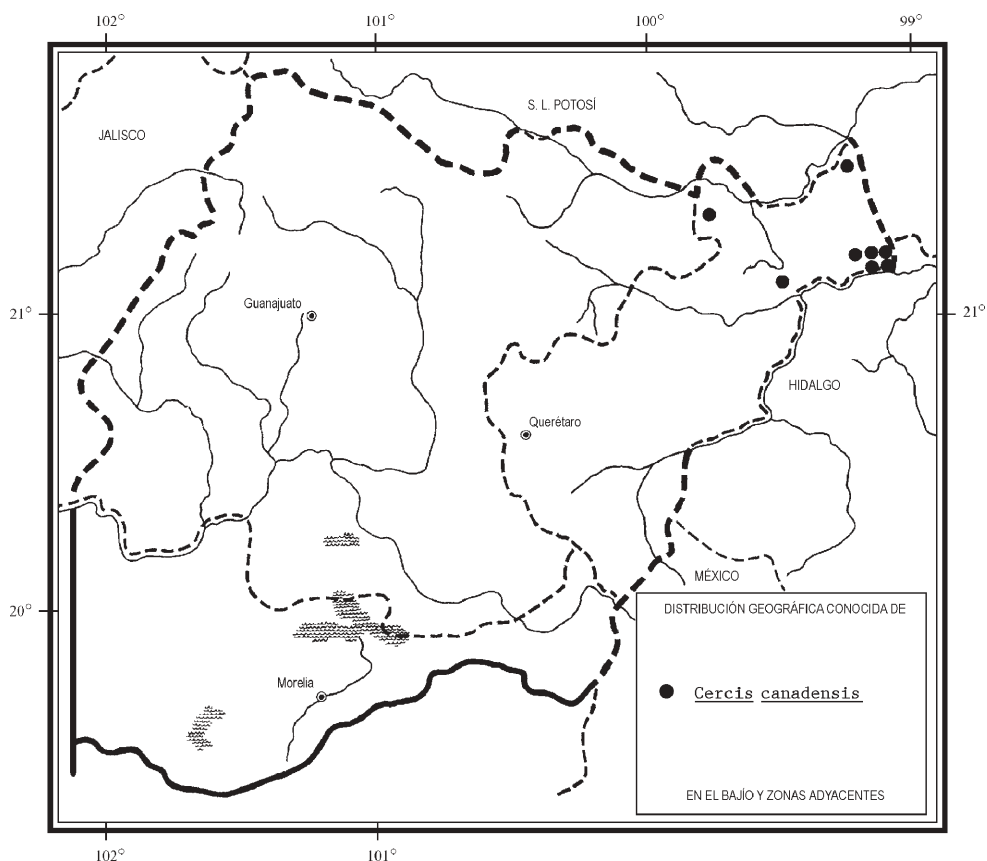 102° 101° 100° 99°
S. L. POTOSÍ
JALISCO
Guanajuato
21° 21°
HIDALGO
Querétaro
MÉXICO
20°
DISTRIBUCIÓN GEOGRÁFICA CONOCIDA DE
Morelia
Cercis canadensis
EN EL BAJÍO Y ZONAS ADYACENTES
102° 101°